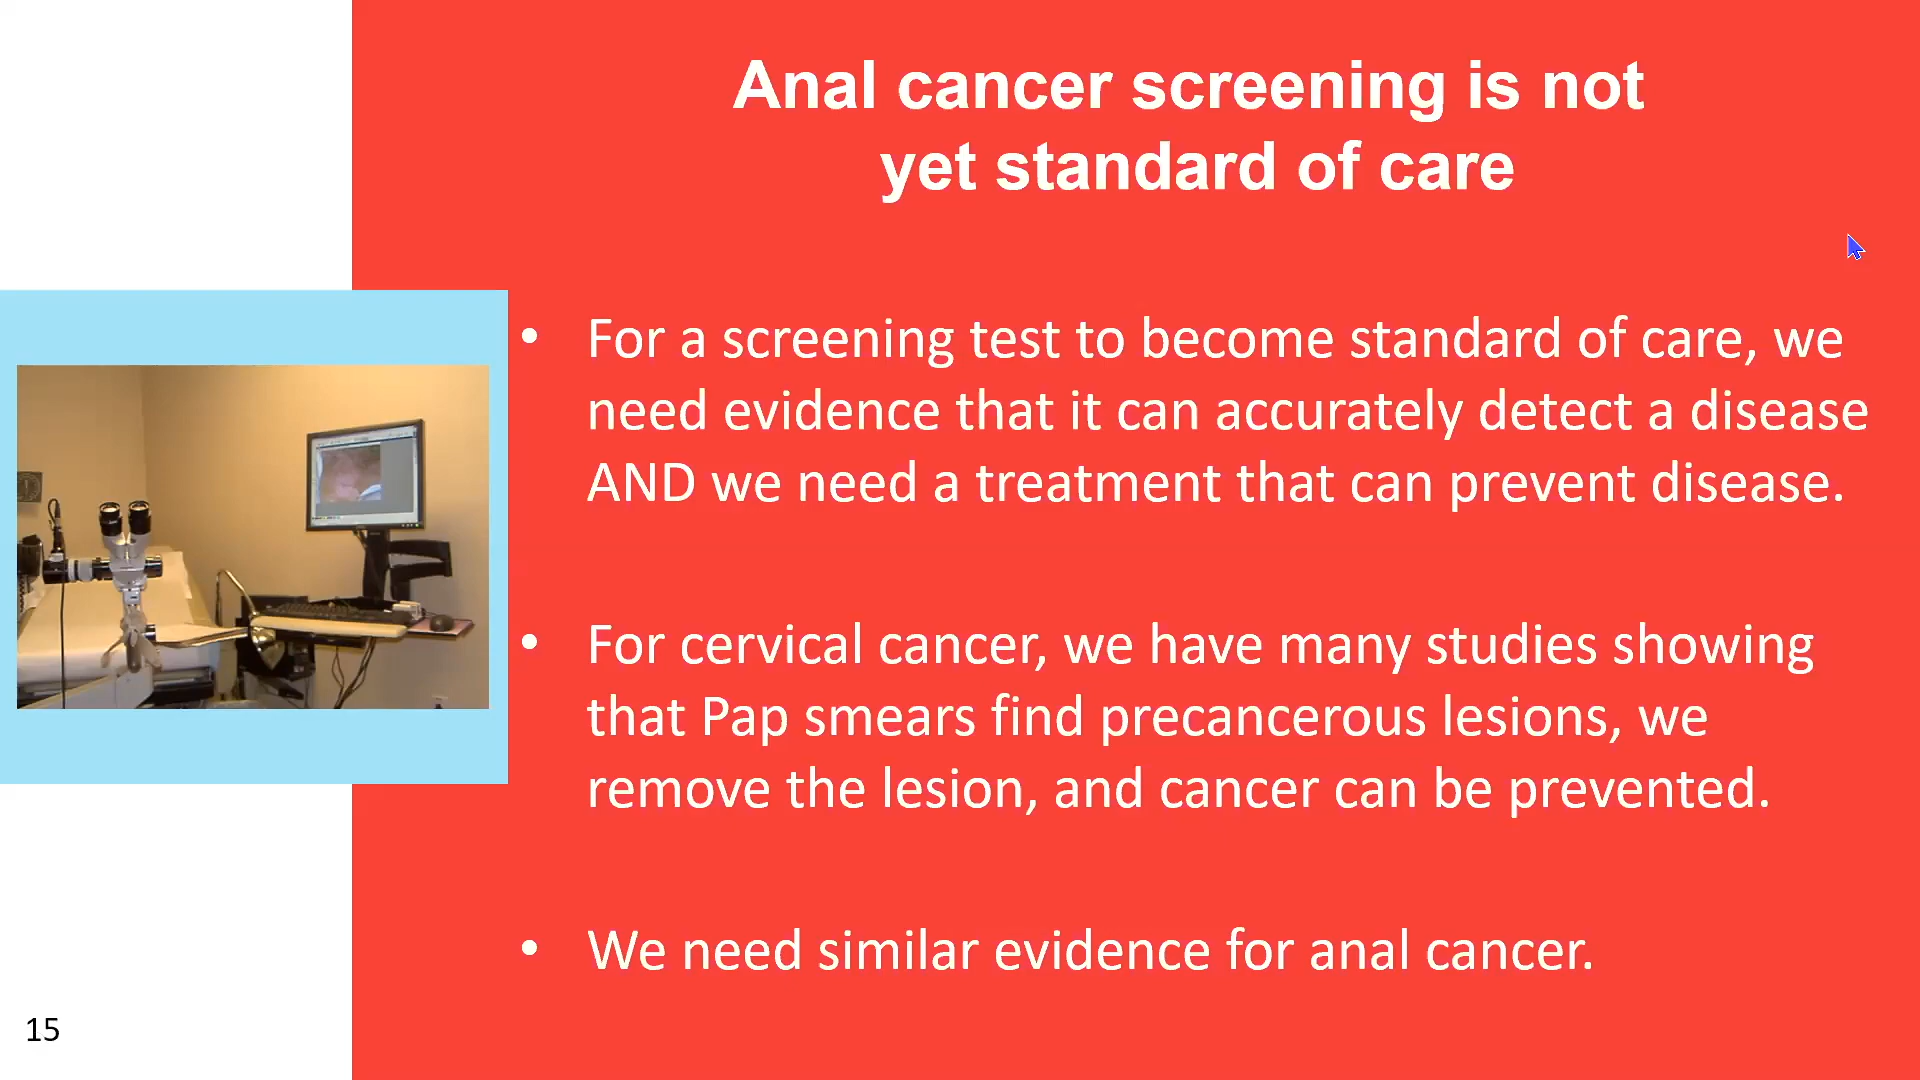 Anal cancer screening is not
yet standard of care
• For a screening test to become standard of care, we
need evidence that it can accurately detect a disease
AND we need a treatment that can prevent disease.
• For cervical cancer, we have many studies showing
that Pap smears find precancerous lesions, we
remove the lesion, and cancer can be prevented.
• We need similar evidence for anal cancer.
15